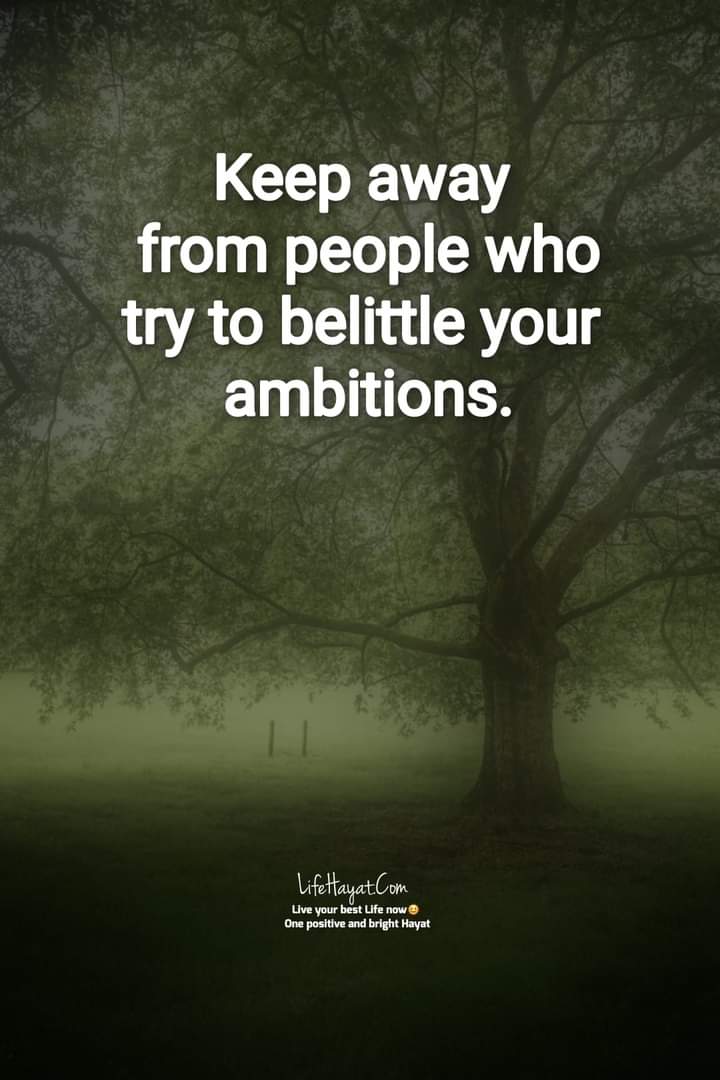 Keep away
from people who
try to belittle your
ambitions.
LifeHayat.Com
Live your best Life now😊
One positive and bright Hayat